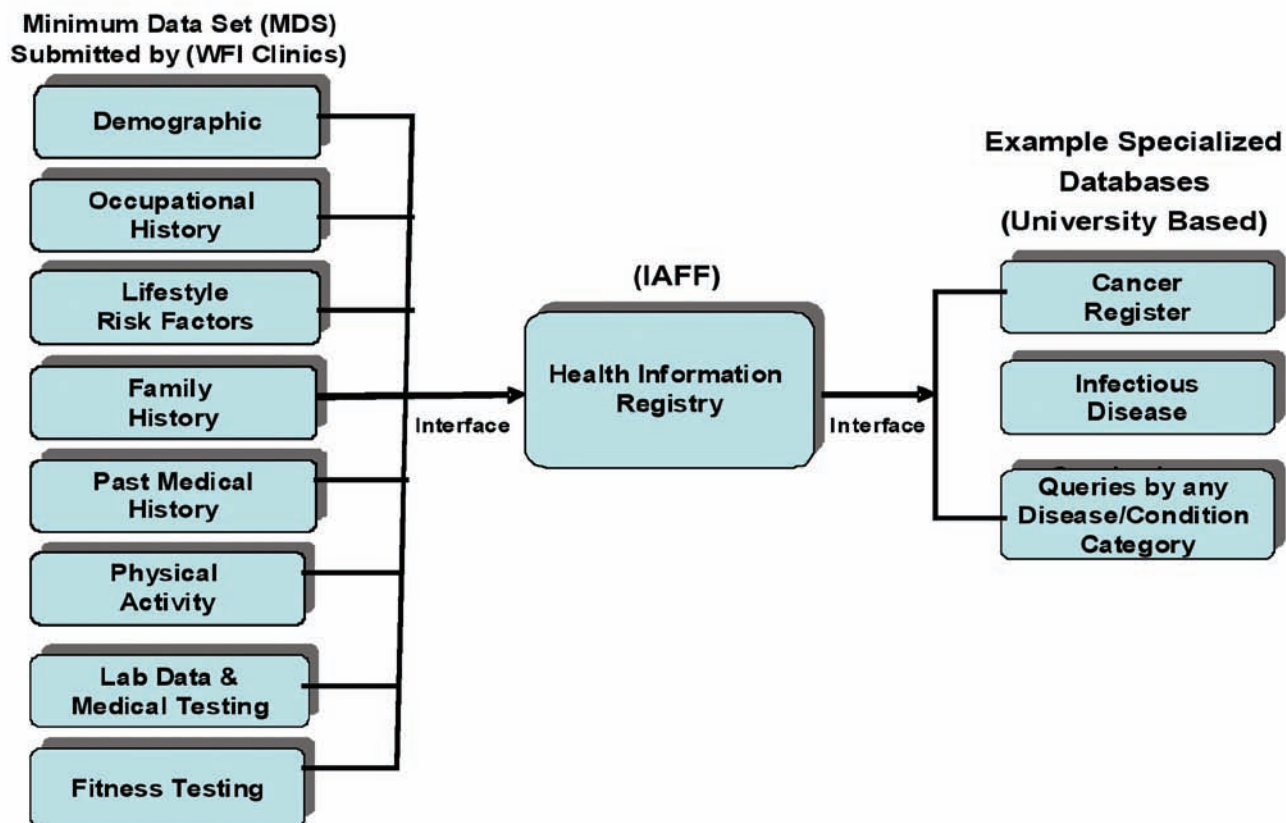 Minimum Data Set (MDS)
Submitted by (WFI Clinics)
Demographic
Occupational
History
Lifestyle
Risk Factors
Family
History
Past Medical
History
Physical
Activity
Lab Data &
Medical Testing
Fitness Testing
Interface
(IAFF)
Health Information
Registry
Interface
Example Specialized
Databases
(University Based)
Cancer
Register
Infectious
Disease
Queries by any
Disease/Condition
Category